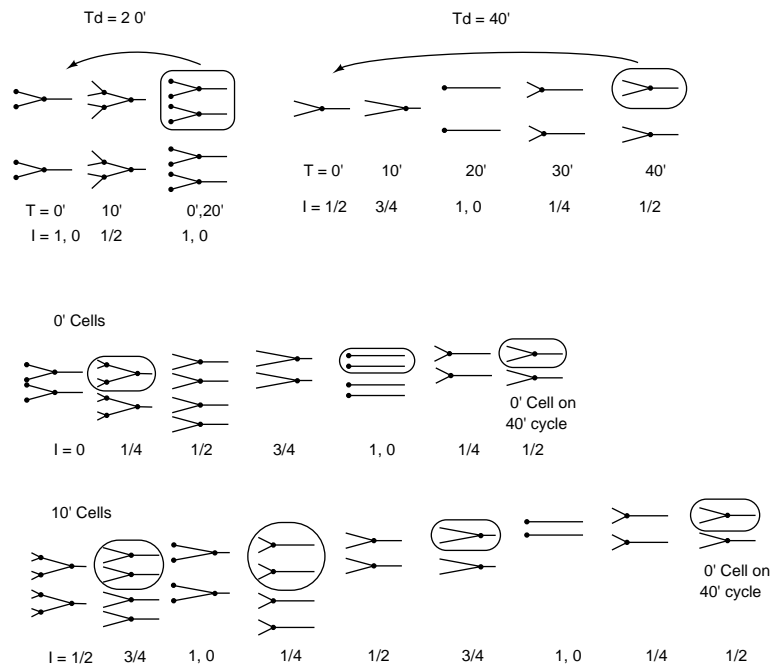 Td = 2 0'
Td = 40'
T = 0' 10' 0',20'
I = 1, 0 1/2 1, 0
T = 0' 10' 20' 30' 40'
I = 1/2 3/4 1, 0 1/4 1/2
0' Cells
0' Cell on
40' cycle
I = 0 1/4 1/2 3/4 1, 0 1/4 1/2
10' Cells
0' Cell on
40' cycle
I = 1/2 3/4 1, 0 1/4 1/2 3/4 1, 0 1/4 1/2